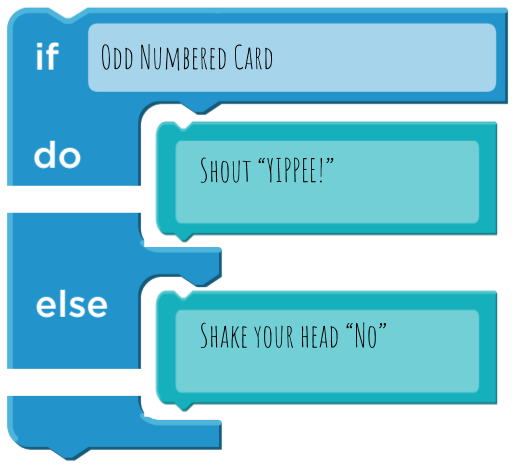 if Odd Numbered Card
do
Shout “YIPPEE!”
else
Shake your head “No”